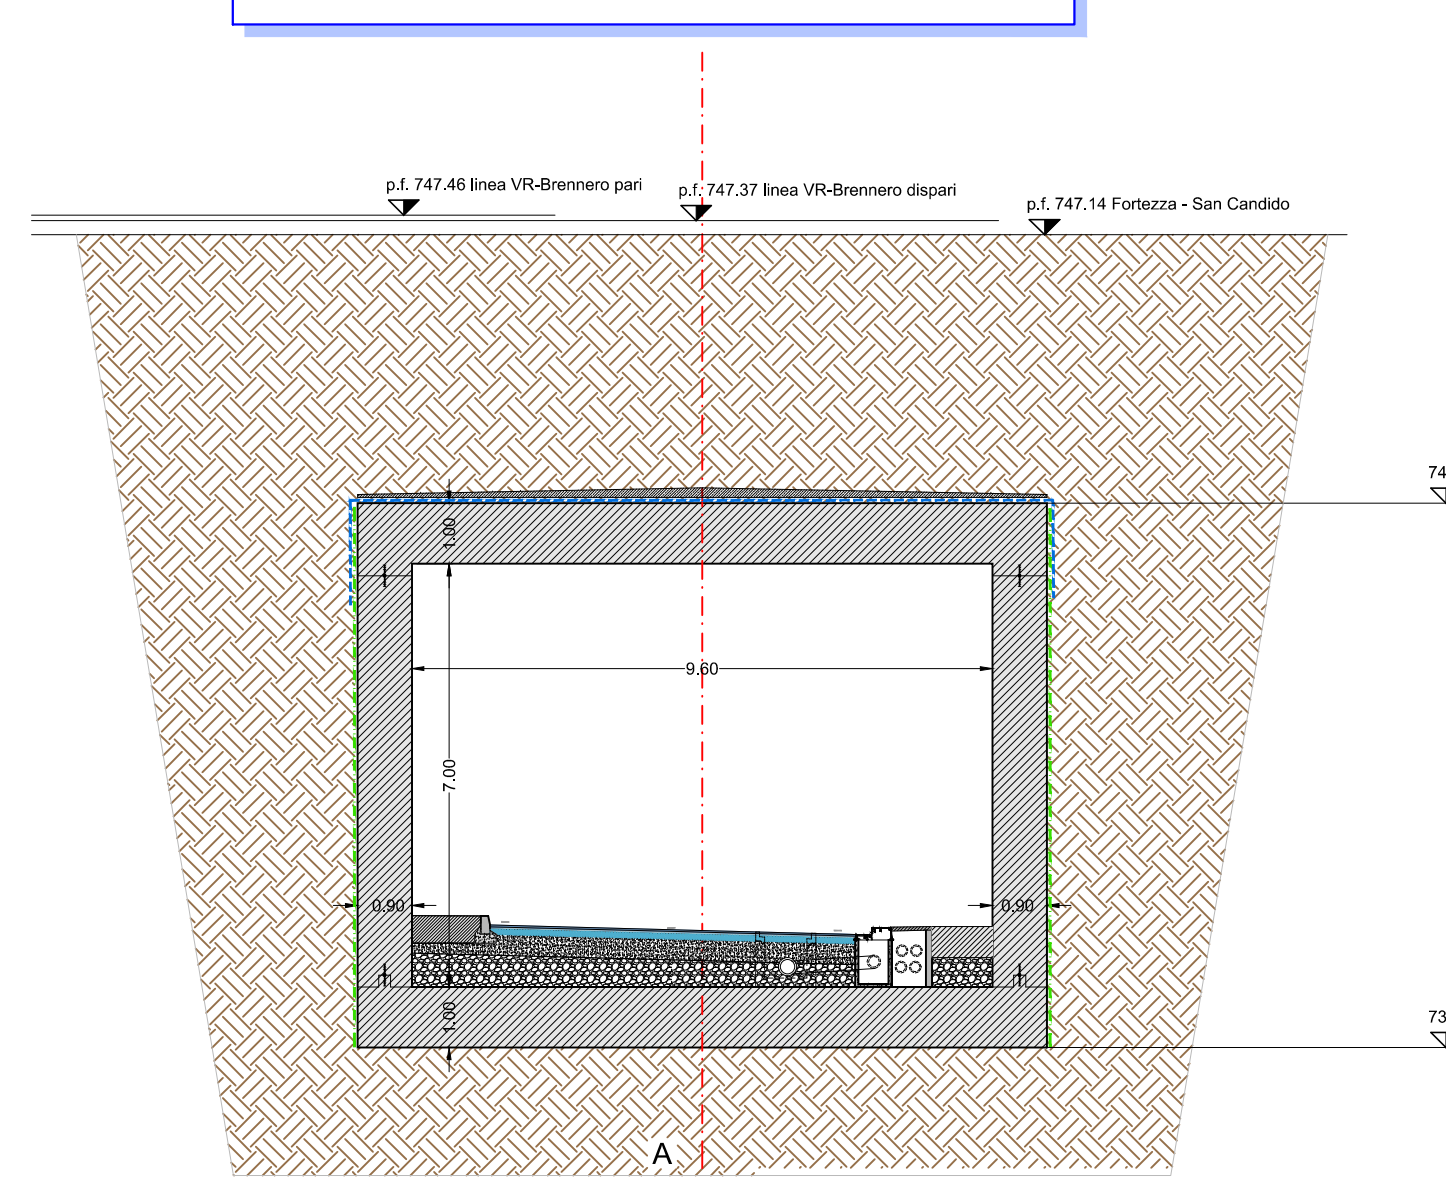 p.f. 747.46 linea VR-Brennero pari
p.f. 747.37 linea VR-Brennero dispari
p.f. 747.14 Fortezza - San Candido
74
1.00
9.60
7.00
0.90
0.90
73
1.00
A